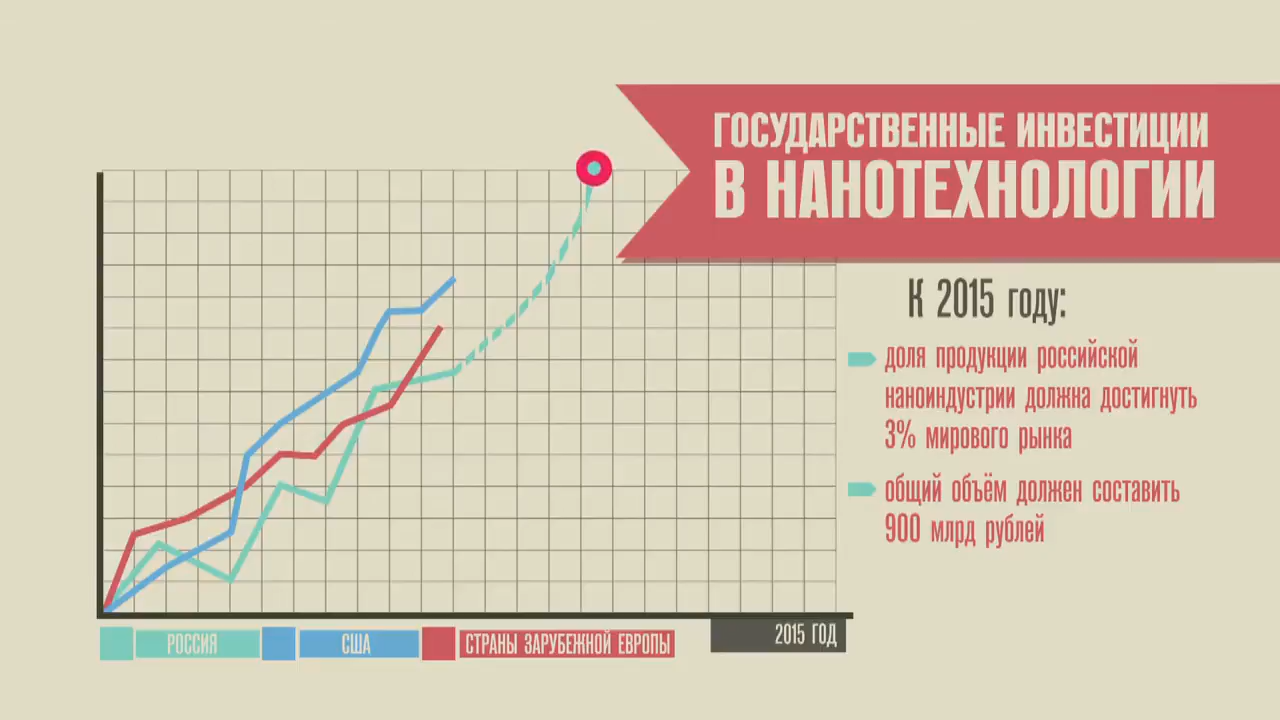 ГОСУДАРСТВЕННЫЕ ИНВЕСТИЦИИ
В НАНОТЕХНОЛОГИИ
К 2015 году:
доля продукции российской
наноиндустрии должна достигнуть
3% мирового рынка
общий объём должен составить
900 млрд рублей
РОССИЯ
США
СТРАНЫ ЗАРУБЕЖНОЙ ЕВРОПЫ
2015 ГОД